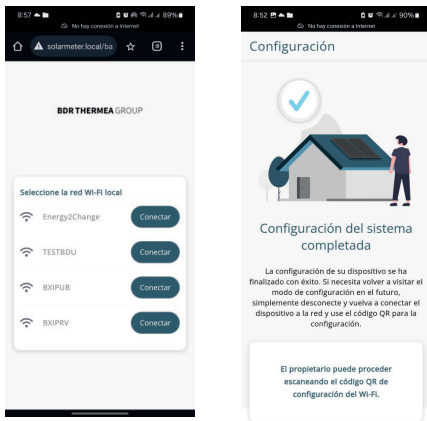 8:57
89%
No hay conexión a Internet
solarmeter.local/ba
BDR THERMEA GROUP
Seleccione la red Wi-Fi local
Energy2Change Conectar
TESTBDU Conectar
BXIPUB Conectar
BXIPRV Conectar
8:52
90%
No hay conexión a Internet
Configuración
Configuración del sistema
completada
La configuración de su dispositivo se ha
finalizado con éxito. Si necesita volver a visitar el
modo de configuración en el futuro,
simplemente desconecte y vuelva a conectar el
dispositivo a la red y use el código QR para la
configuración.
El propietario puede proceder
escaneando el código QR de
configuración del Wi-Fi.